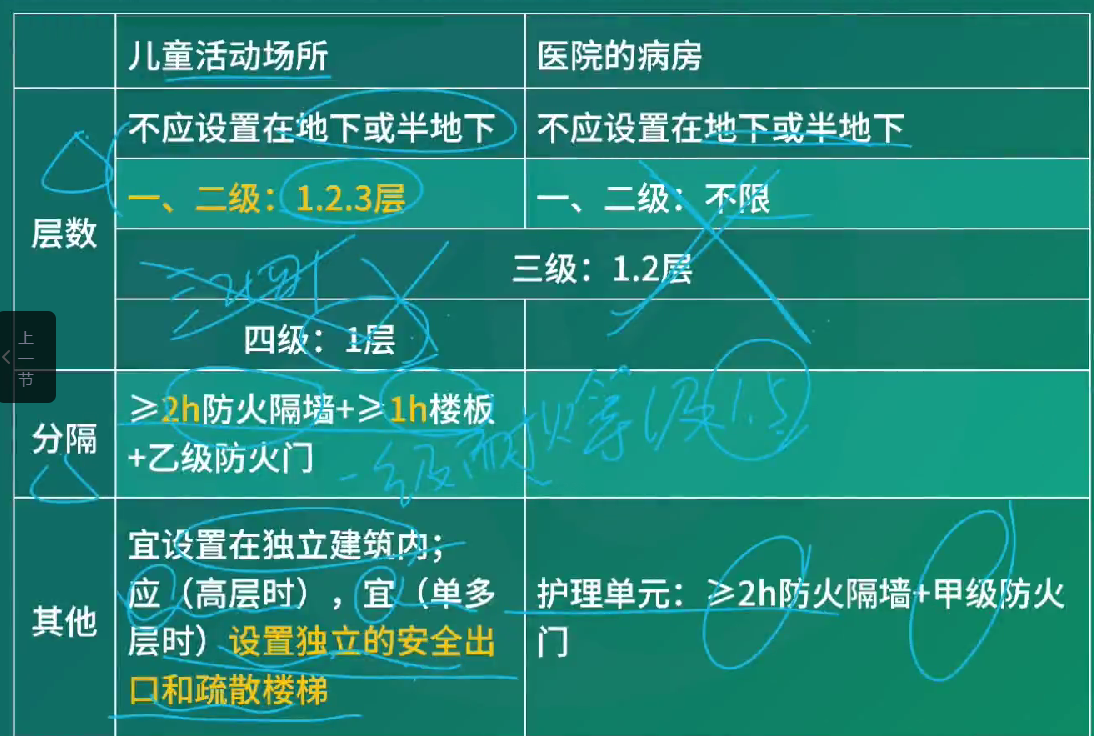 儿童活动场所
医院的病房
层数
不应设置在地下或半地下
不应设置在地下或半地下
一、二级：1.2.3层
一、二级：不限
三级：1.2层
四级：1层
上一节
分隔
≥2h防火隔墙+≥1h楼板
+乙级防火门
一级耐火等级1.5
其他
宜设置在独立建筑内；
应（高层时），宜（单多
层时）设置独立的安全出
口和疏散楼梯
护理单元：≥2h防火隔墙+甲级防火
门